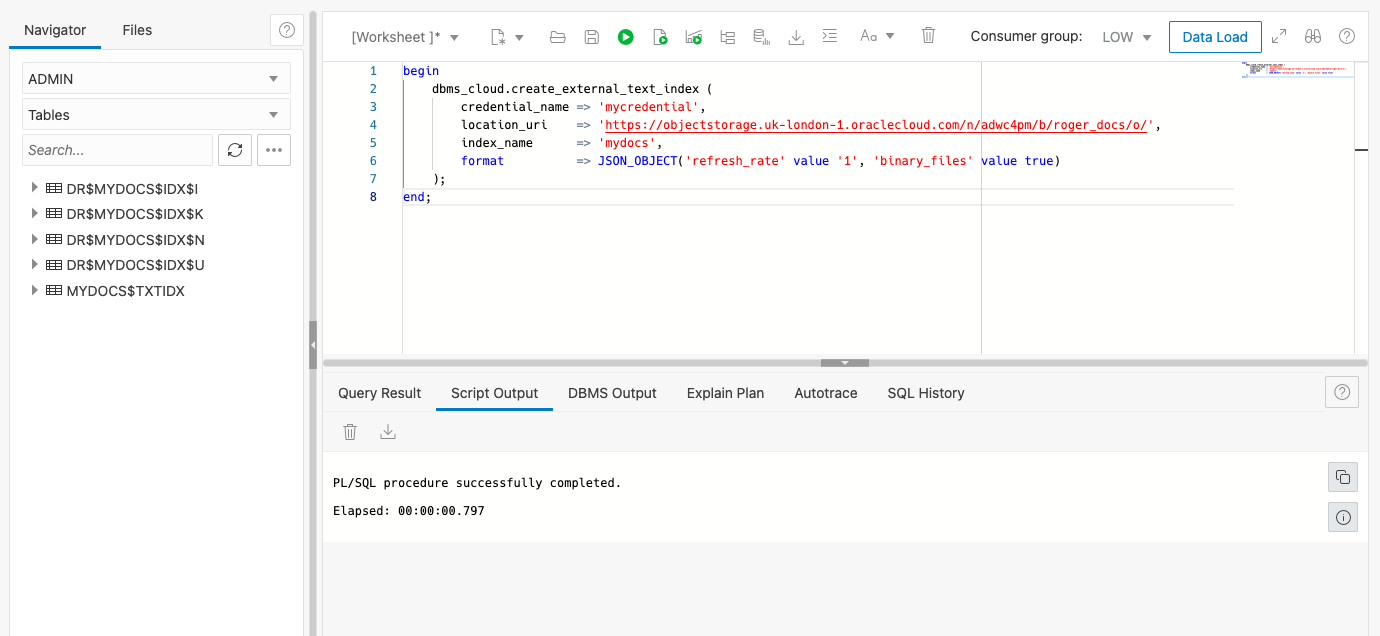 Navigator Files
ADMIN
Tables
Search...
DR$MYDOCS$IDX$I
DR$MYDOCS$IDX$K
DR$MYDOCS$IDX$N
DR$MYDOCS$IDX$U
MYDOCS$TXTIDX
[Worksheet ]* Aa Consumer group: LOW Data Load
1 begin
2 dbms_cloud.create_external_text_index (
3 credential_name => 'mycredential',
4 location_uri => 'https://objectstorage.uk-london-1.oraclecloud.com/n/adwc4pm/b/roger_docs/o/',
5 index_name => 'mydocs',
6 format => JSON_OBJECT('refresh_rate' value '1', 'binary_files' value true)
7 );
8 end;
Query Result Script Output DBMS Output Explain Plan Autotrace SQL History
PL/SQL procedure successfully completed.
Elapsed: 00:00:00.797